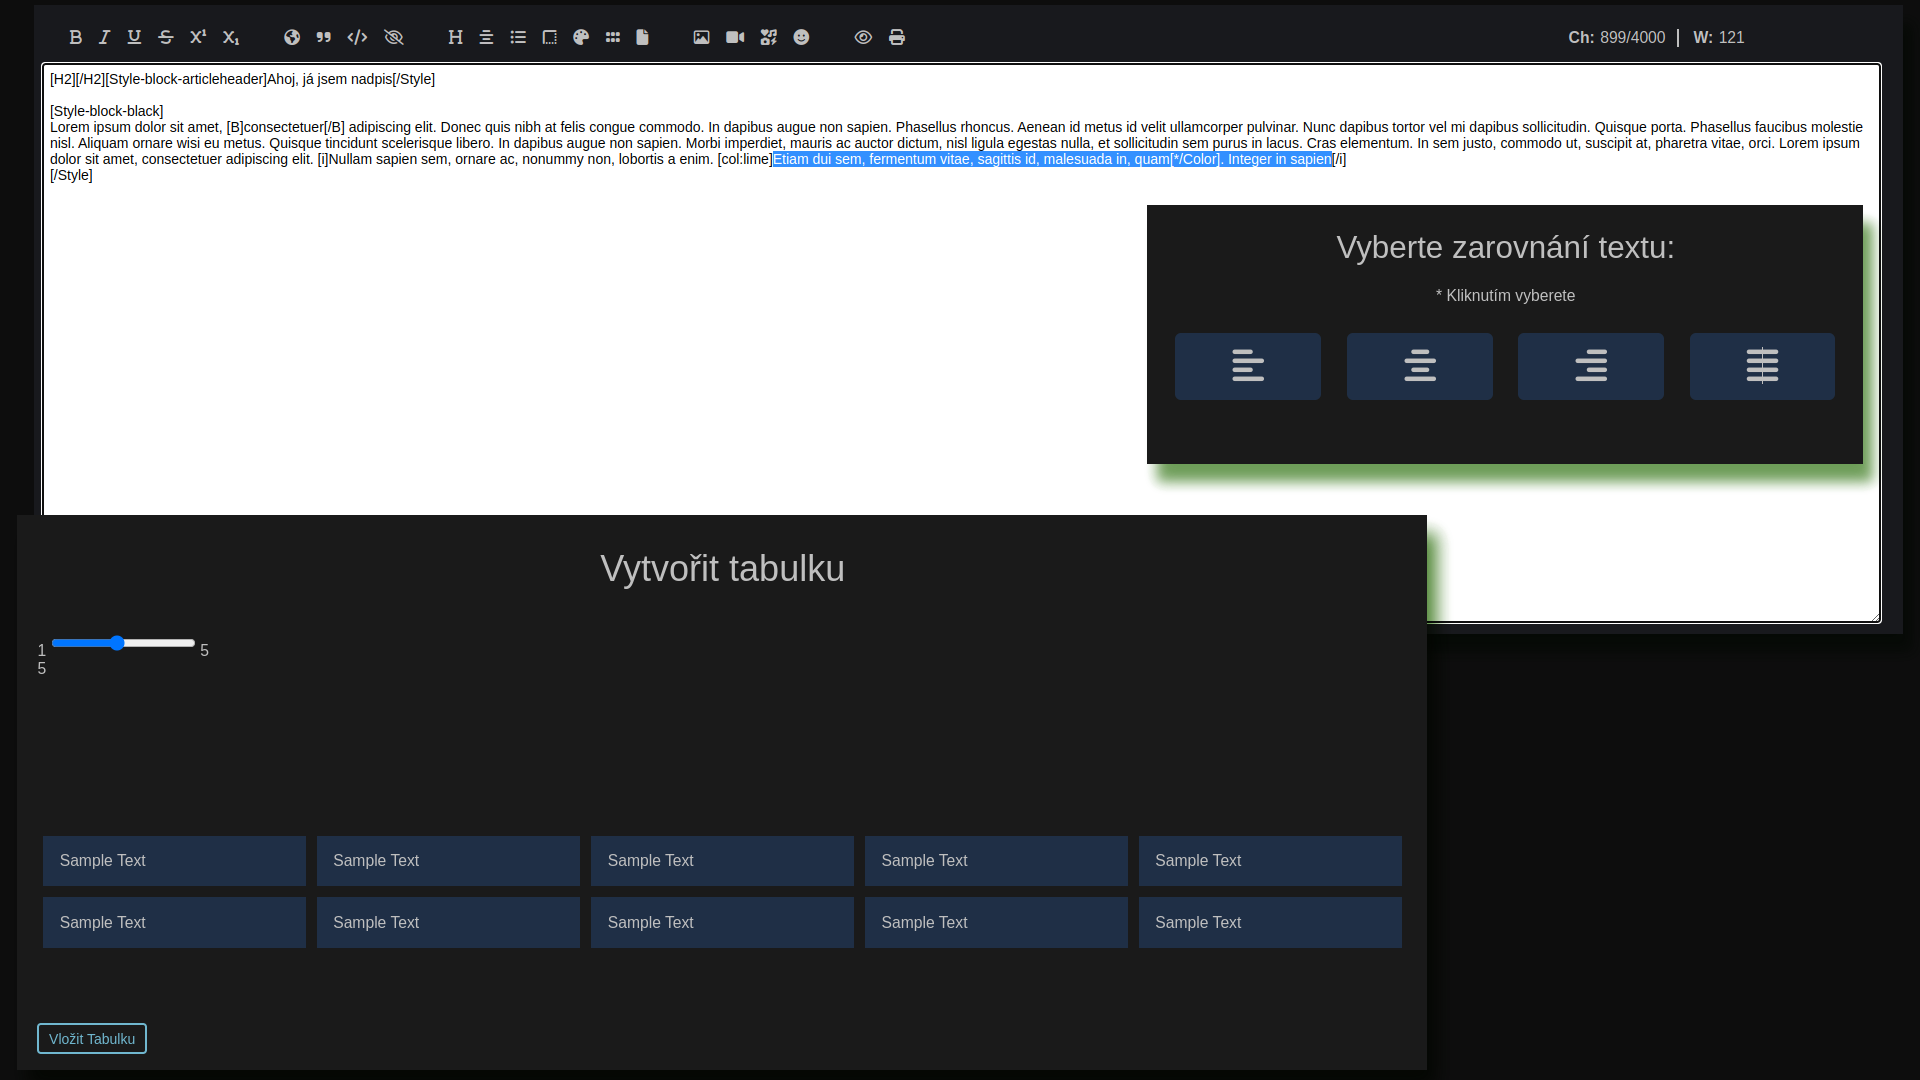 Ch: 899/4000 | W: 121
[H2][/H2][Style-block-articleheader]Ahoj, já jsem nadpis[/Style]
[Style-block-black]
Lorem ipsum dolor sit amet, [B]consectetuer[/B] adipiscing elit. Donec quis nibh at felis congue commodo. In dapibus augue non sapien. Phasellus rhoncus. Aenean id metus id velit ullamcorper pulvinar. Nunc dapibus tortor vel mi dapibus sollicitudin. Quisque porta. Phasellus faucibus molestie
nisl. Aliquam ornare wisi eu metus. Quisque tincidunt scelerisque libero. In dapibus augue non sapien. Morbi imperdiet, mauris ac auctor dictum, nisl ligula egestas nulla, et sollicitudin sem purus in lacus. Cras elementum. In sem justo, commodo ut, suscipit at, pharetra vitae, orci. Lorem ipsum
dolor sit amet, consectetuer adipiscing elit. [i]Nullam sapien sem, ornare ac, nonummy non, lobortis a enim. [col:lime]Etiam dui sem, fermentum vitae, sagittis id, malesuada in, quam[*/Color]. Integer in sapien[/i]
[/Style]
Vyberte zarovnání textu:
* Kliknutím vyberete
Vytvořit tabulku
1 5
5
Sample Text Sample Text Sample Text Sample Text Sample Text
Sample Text Sample Text Sample Text Sample Text Sample Text
Vložit Tabulku